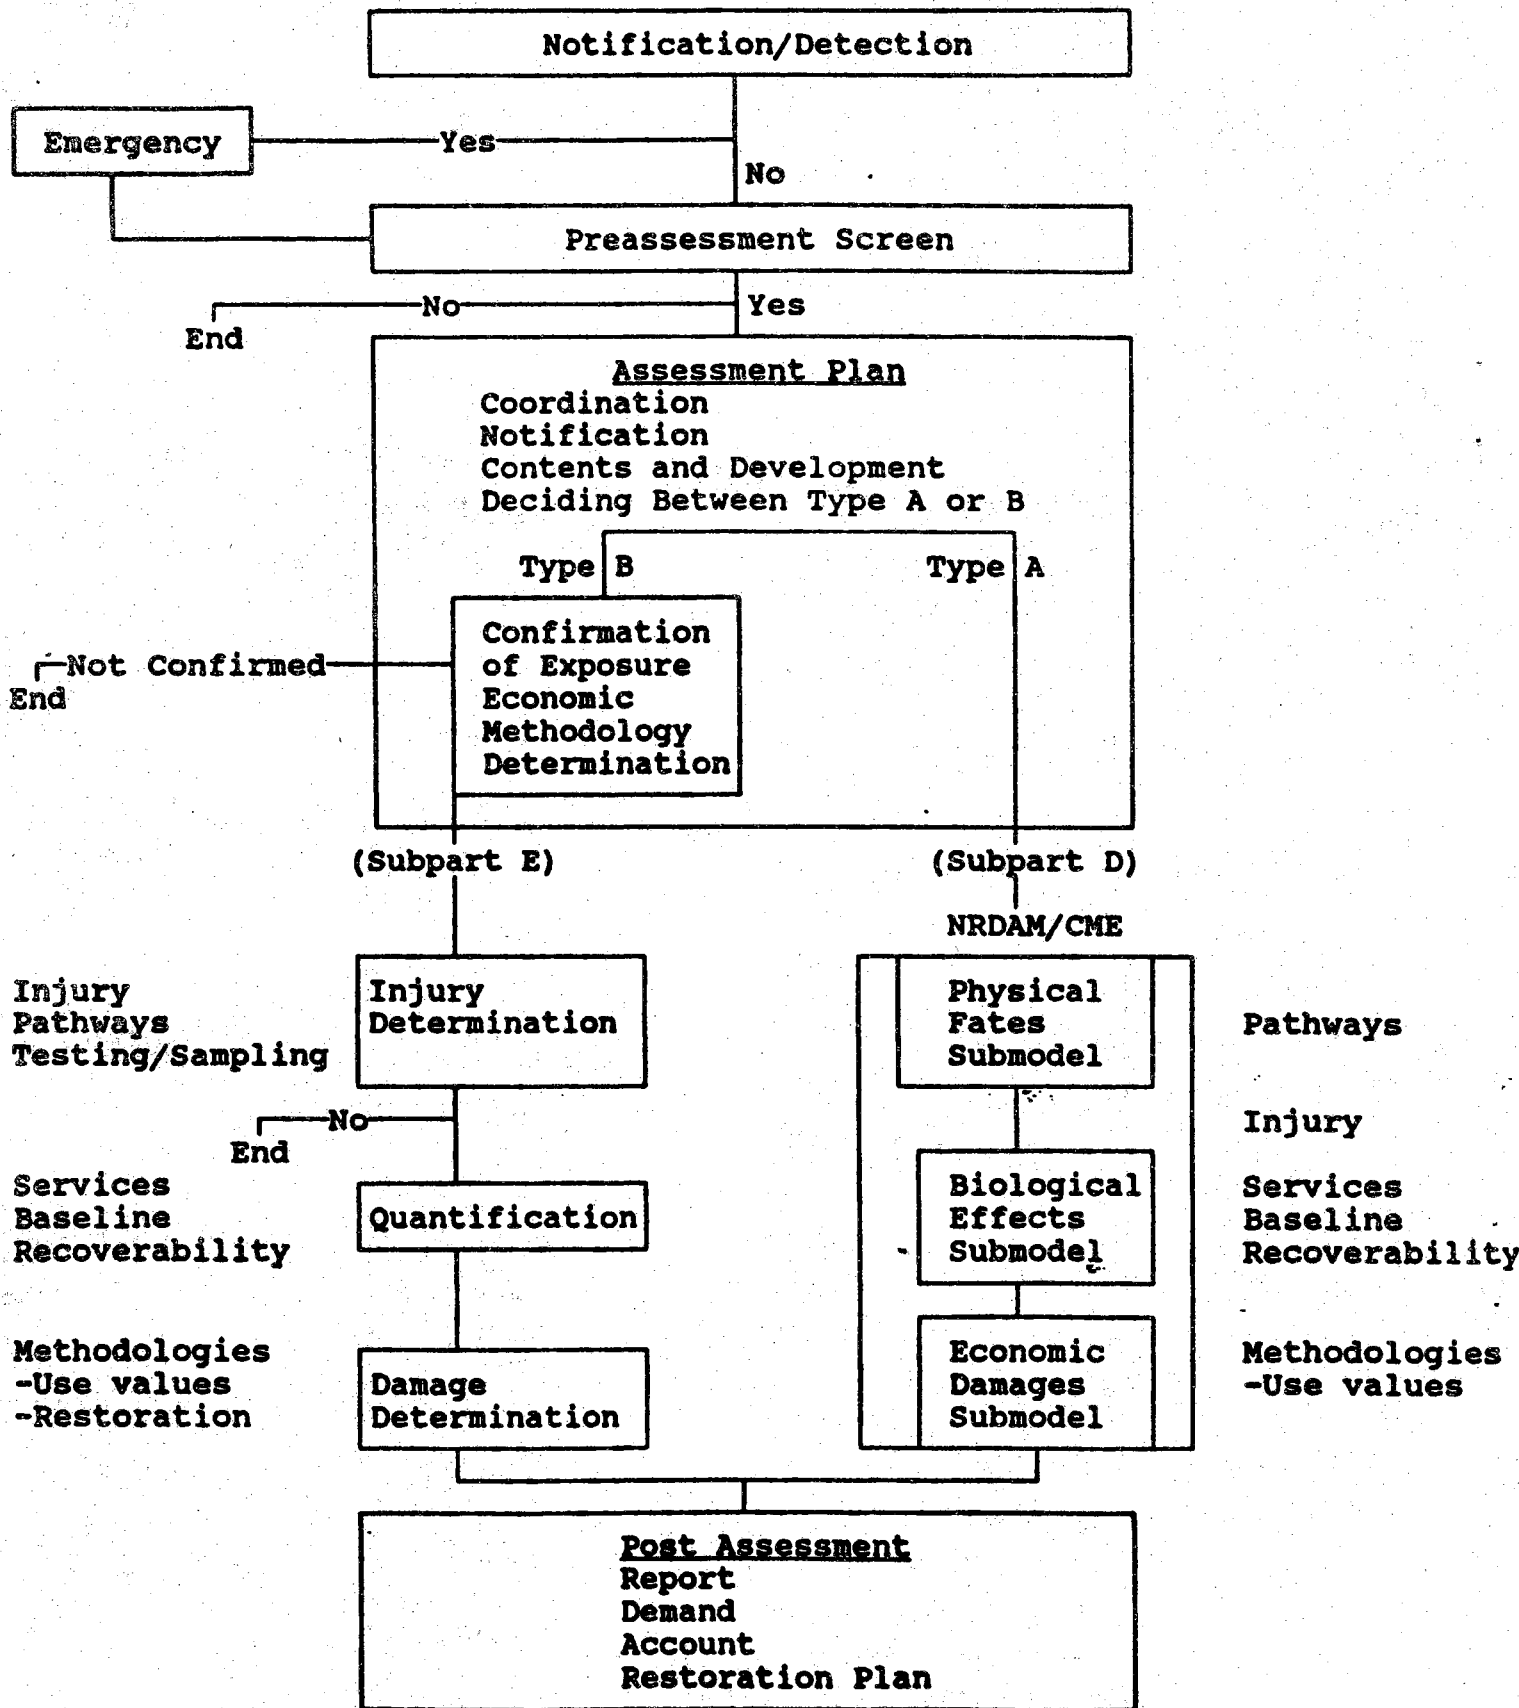 Notification/Detection
Emergency
Yes
No
Preassessment Screen
No
Yes
End
Assessment Plan
Coordination
Notification
Contents and Development
Deciding Between Type A or B
Type B
Type A
Confirmation
of Exposure
Economic
Methodology
Determination
Not Confirmed
End
(Subpart E)
(Subpart D)
NRDAM/CME
Injury
Pathways
Testing/Sampling
Injury
Determination
Physical
Fates
Submodel
Pathways
No
End
Injury
Services
Baseline
Recoverability
Quantification
Biological
Effects
Submodel
Services
Baseline
Recoverability
Methodologies
-Use values
-Restoration
Damage
Determination
Economic
Damages
Submodel
Methodologies
-Use values
Post Assessment
Report
Demand
Account
Restoration Plan